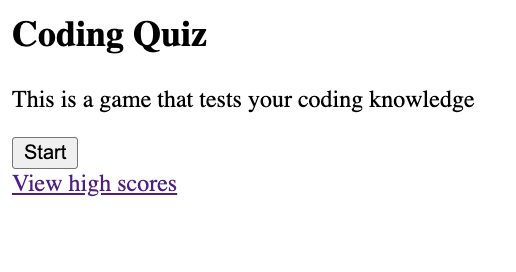 Coding Quiz
This is a game that tests your coding knowledge
Start
View high scores